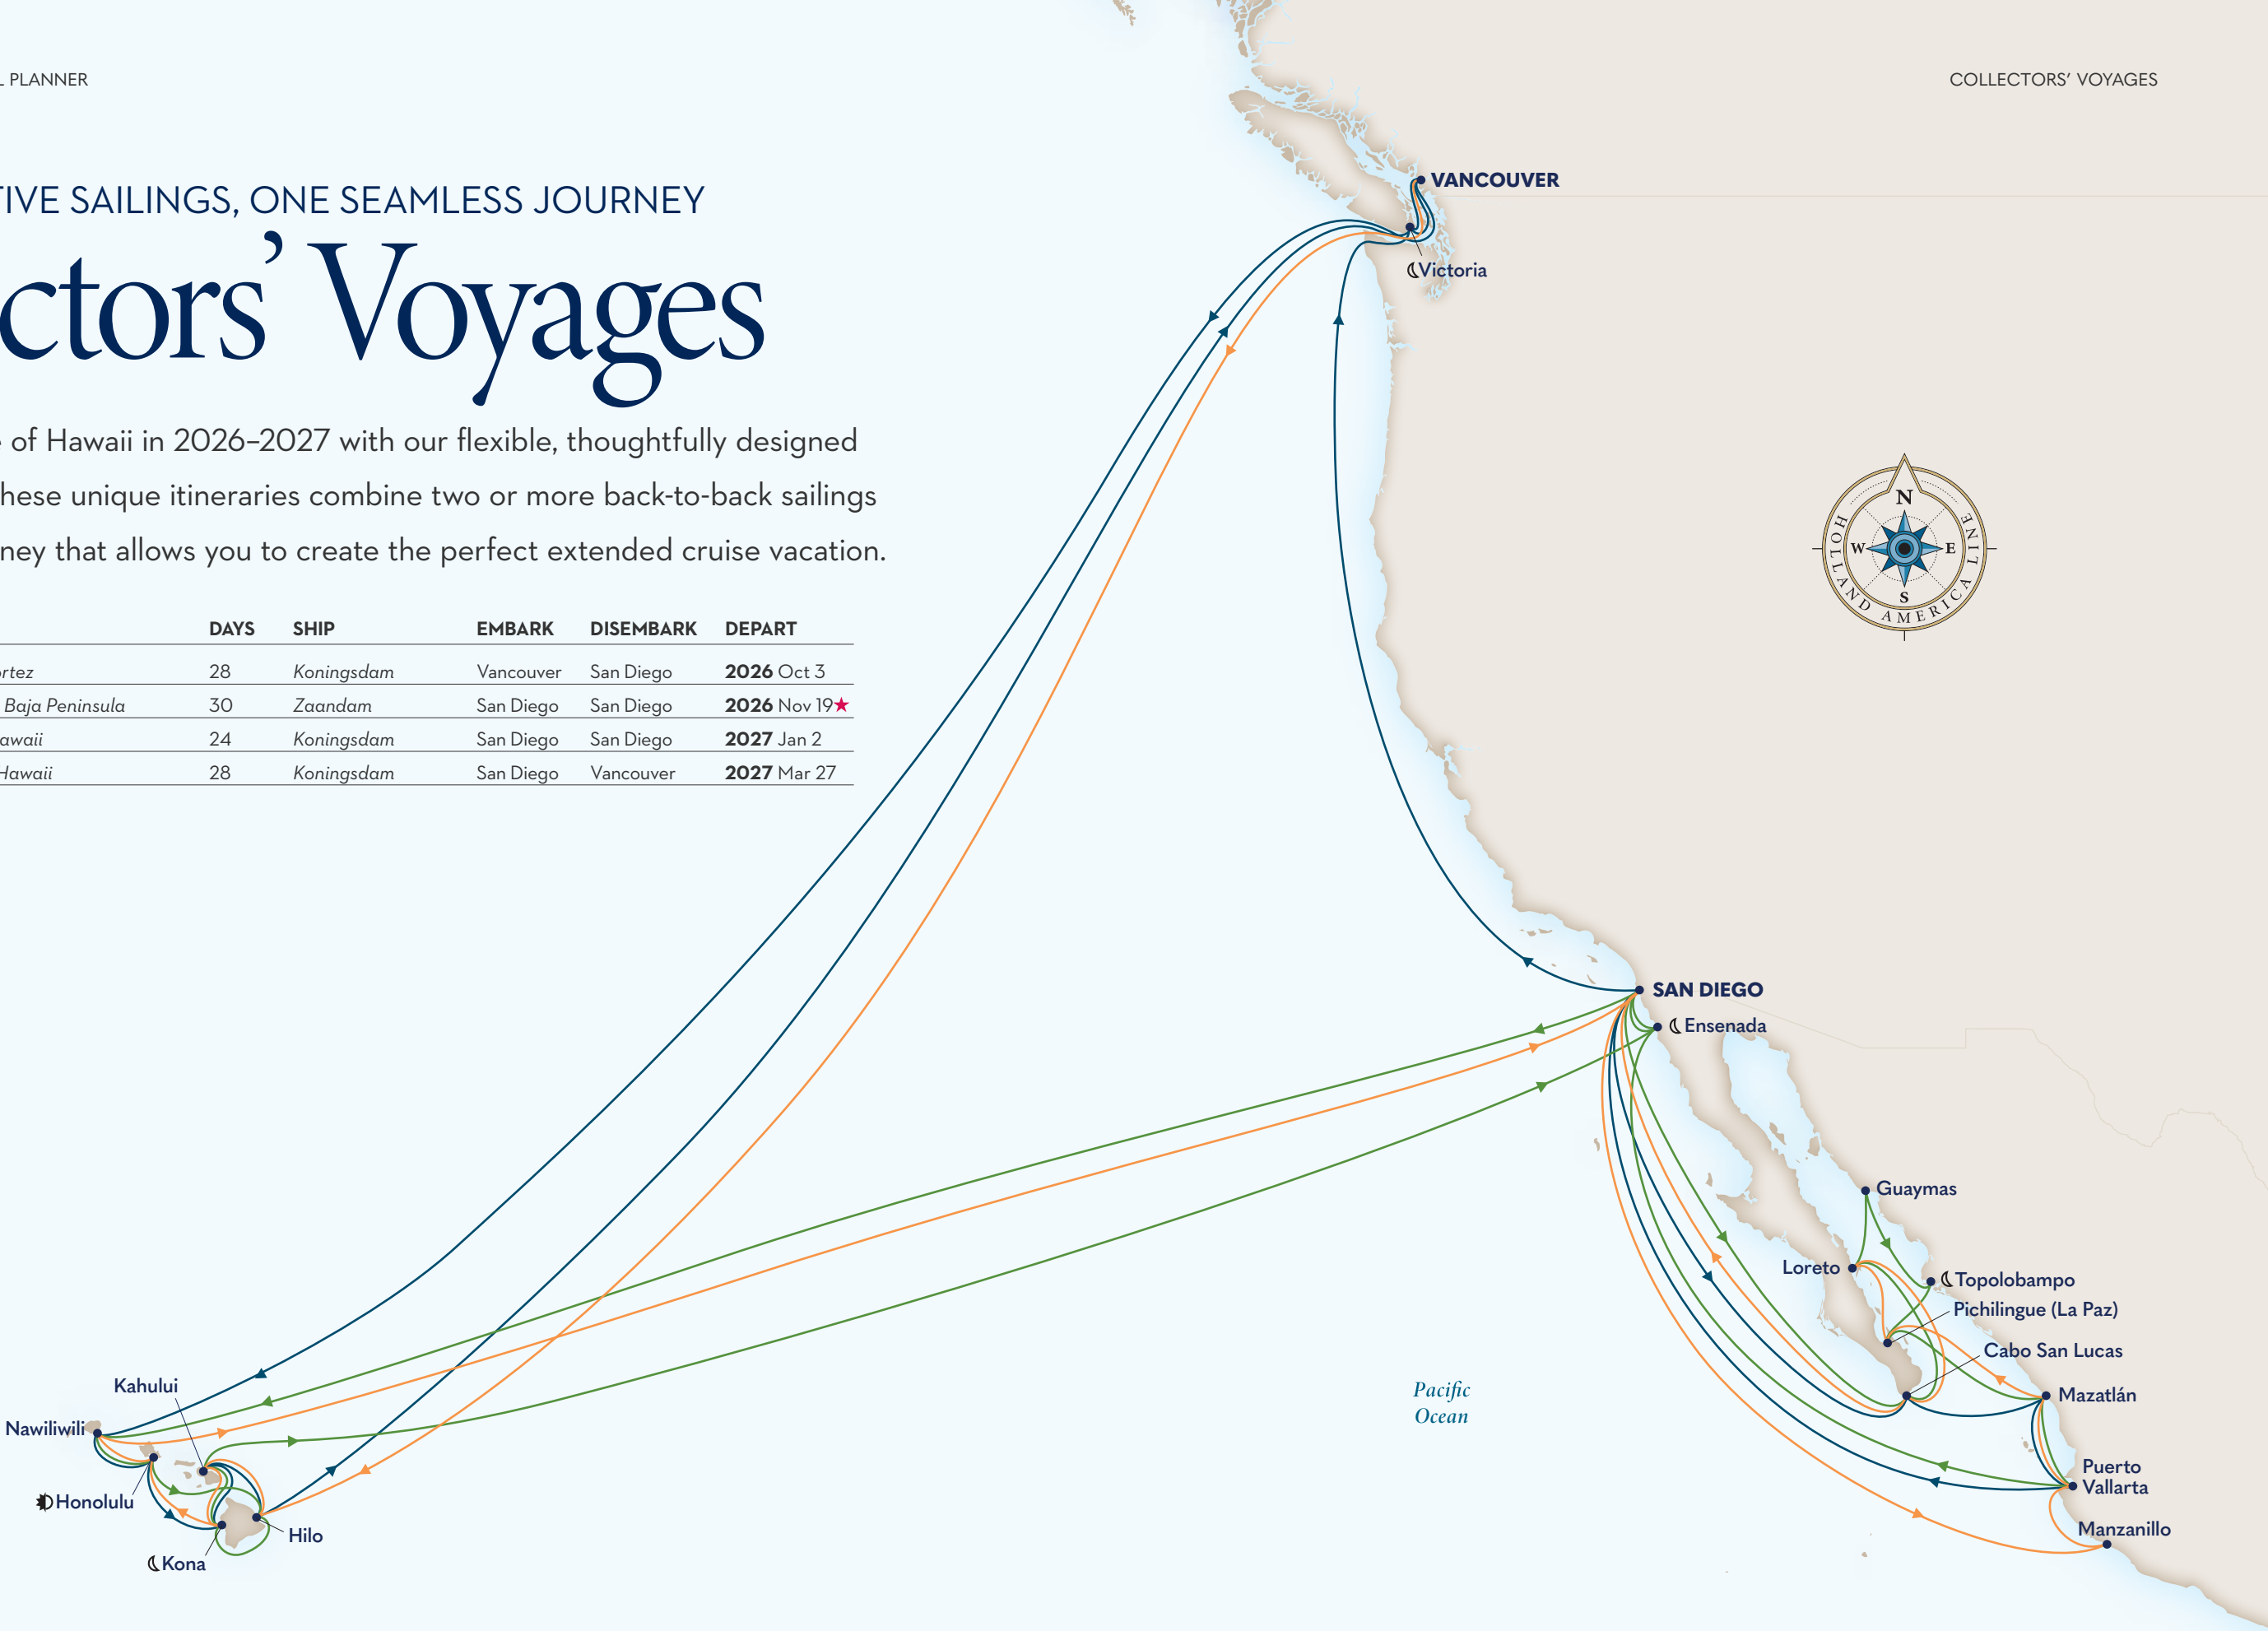 L PLANNER
COLLECTORS’ VOYAGES
TIVE SAILINGS, ONE SEAMLESS JOURNEY
ctors’ Voyages
e of Hawaii in 2026–2027 with our flexible, thoughtfully designed
hese unique itineraries combine two or more back-to-back sailings
ney that allows you to create the perfect extended cruise vacation.
DAYS SHIP EMBARK DISEMBARK DEPART
ortez 28 Koningsdam Vancouver San Diego 2026 Oct 3
Baja Peninsula 30 Zaandam San Diego San Diego 2026 Nov 19★
awaii 24 Koningsdam San Diego San Diego 2027 Jan 2
Hawaii 28 Koningsdam San Diego Vancouver 2027 Mar 27
VANCOUVER
Victoria
N
W
E
S
HOLLAND AMERICA LINE
SAN DIEGO
Ensenada
Guaymas
Loreto
Topolobampo
Pichilingue (La Paz)
Cabo San Lucas
Mazatlán
Puerto
Vallarta
Manzanillo
Pacific
Ocean
Kahului
Nawiliwili
Honolulu
Hilo
Kona